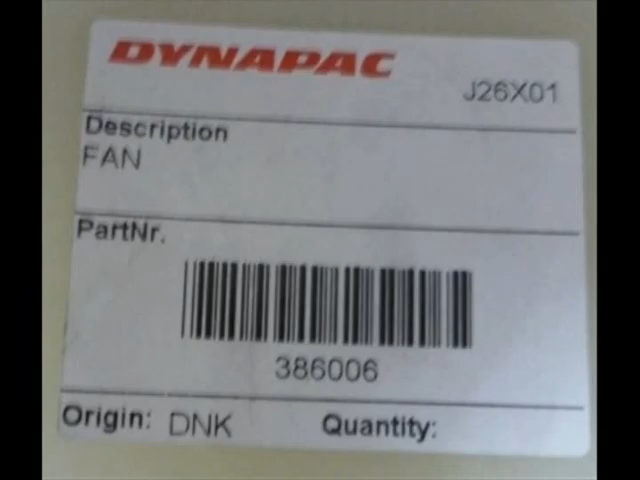 DYNAPAC
J26X01
Description
FAN
PartNr.
386006
Origin: DNK Quantity: